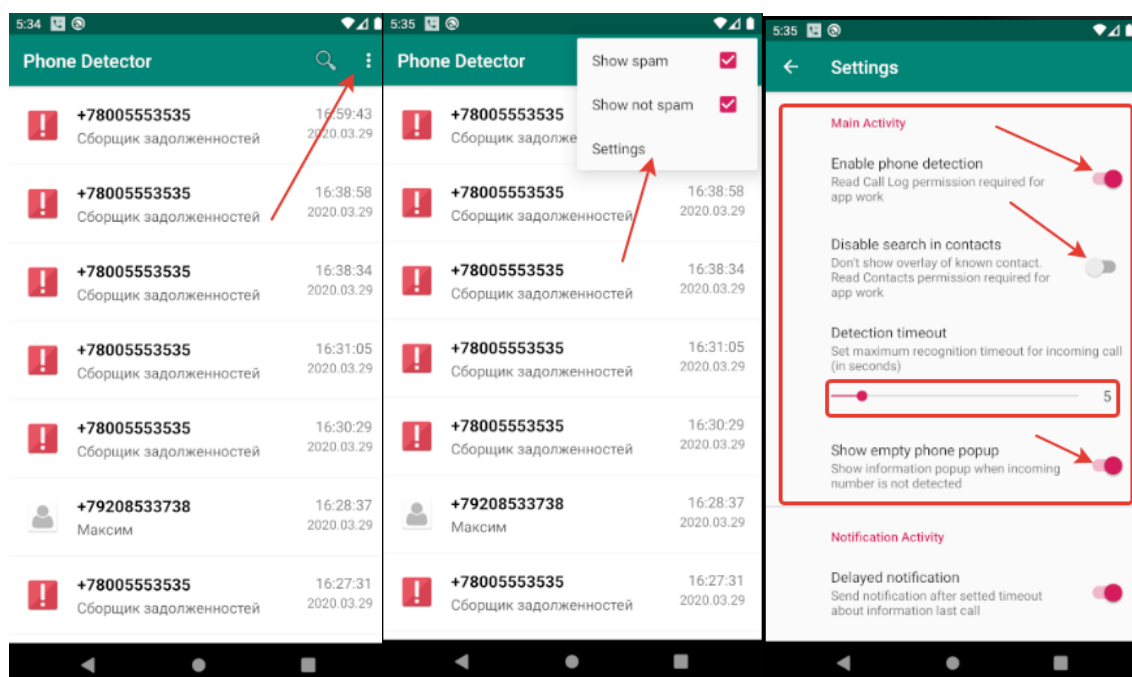 5:34
Phone Detector
+78005553535 16:59:43
Сборщик задолженностей 2020.03.29
+78005553535 16:38:58
Сборщик задолженностей 2020.03.29
+78005553535 16:38:34
Сборщик задолженностей 2020.03.29
+78005553535 16:31:05
Сборщик задолженностей 2020.03.29
+78005553535 16:30:29
Сборщик задолженностей 2020.03.29
+79208533738 16:28:37
Максим 2020.03.29
+78005553535 16:27:31
Сборщик задолженностей 2020.03.29
5:35
Phone Detector
Show spam
Show not spam
Settings
+78005553535
Сборщик задолже
+78005553535 16:38:58
Сборщик задолженностей 2020.03.29
+78005553535 16:38:34
Сборщик задолженностей 2020.03.29
+78005553535 16:31:05
Сборщик задолженностей 2020.03.29
+78005553535 16:30:29
Сборщик задолженностей 2020.03.29
+79208533738 16:28:37
Максим 2020.03.29
+78005553535 16:27:31
Сборщик задолженностей 2020.03.29
5:35
Settings
Main Activity
Enable phone detection
Read Call Log permission required for
app work
Disable search in contacts
Don't show overlay of known contact.
Read Contacts permission required for
app work
Detection timeout
Set maximum recognition timeout for incoming call
(in seconds)
5
Show empty phone popup
Show information popup when incoming
number is not detected
Notification Activity
Delayed notification
Send notification after setted timeout
about information last call